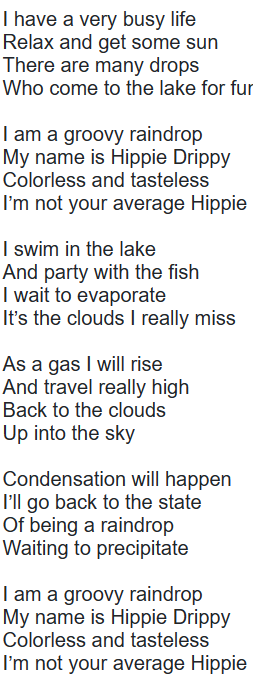 I have a very busy life
Relax and get some sun
There are many drops
Who come to the lake for fun

I am a groovy raindrop
My name is Hippie Drippy
Colorless and tasteless
I'm not your average Hippie

I swim in the lake
And party with the fish
I wait to evaporate
It's the clouds I really miss

As a gas I will rise
And travel really high
Back to the clouds
Up into the sky

Condensation will happen
I'll go back to the state
Of being a raindrop
Waiting to precipitate

I am a groovy raindrop
My name is Hippie Drippy
Colorless and tasteless
I'm not your average Hippie